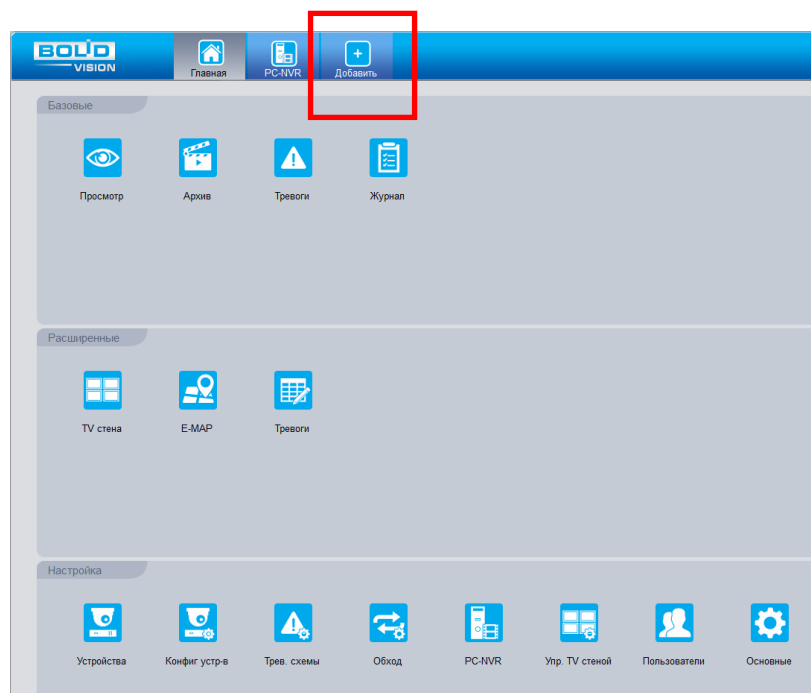 BOLID
VISION
Главная
PC-NVR
Добавить
Базовые
Просмотр
Архив
Тревоги
Журнал
Расширенные
TV стена
E-MAP
Тревоги
Настройка
Устройства
Конфиг устр-в
Трев. схемы
Обход
PC-NVR
Упр. TV стеной
Пользователи
Основные